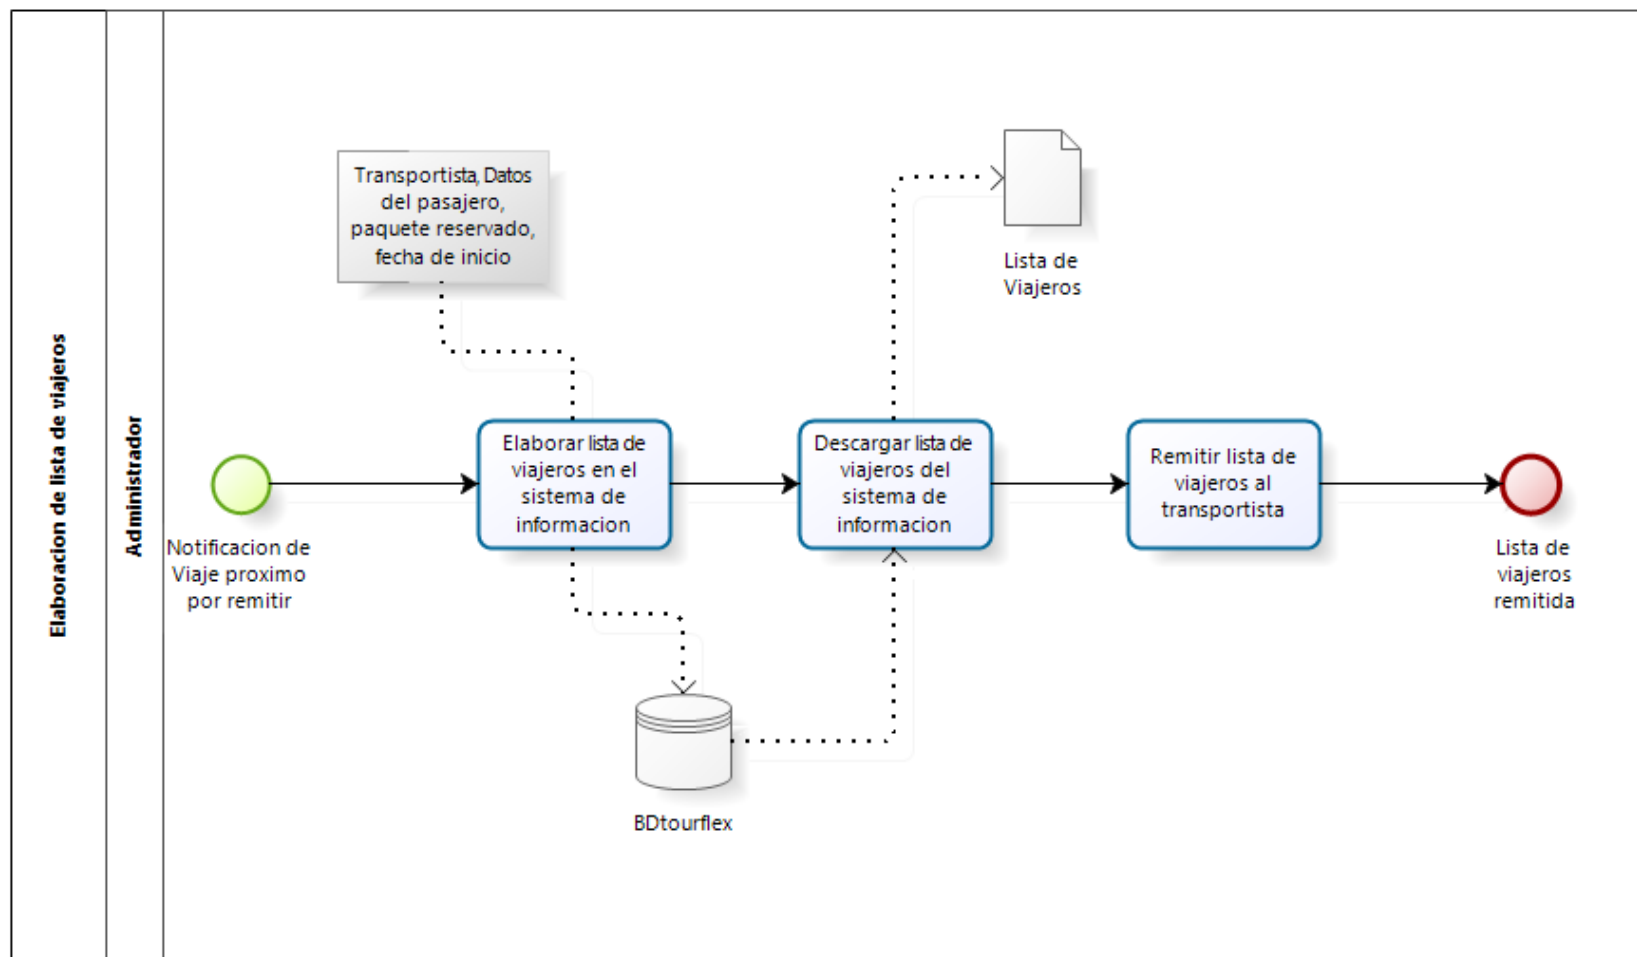 Elaboracion de lista de viajeros
Administrador
Transportista, Datos
del pasajero,
paquete reservado,
fecha de inicio
Lista de
Viajeros
Notificacion de
Viaje proximo
por remitir
Elaborar lista de
viajeros en el
sistema de
informacion
Descargar lista de
viajeros del
sistema de
informacion
Remitir lista de
viajeros al
transportista
Lista de
viajeros
remitida
BDtourflex